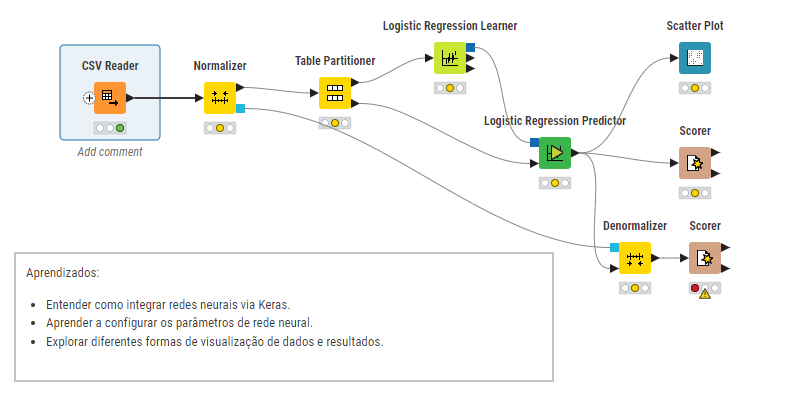 Logistic Regression Learner
Scatter Plot
CSV Reader
Normalizer
Table Partitioner
Logistic Regression Predictor
Scorer
Add comment
Denormalizer
Scorer
Aprendizados:
• Entender como integrar redes neurais via Keras.
• Aprender a configurar os parâmetros de rede neural.
• Explorar diferentes formas de visualização de dados e resultados.